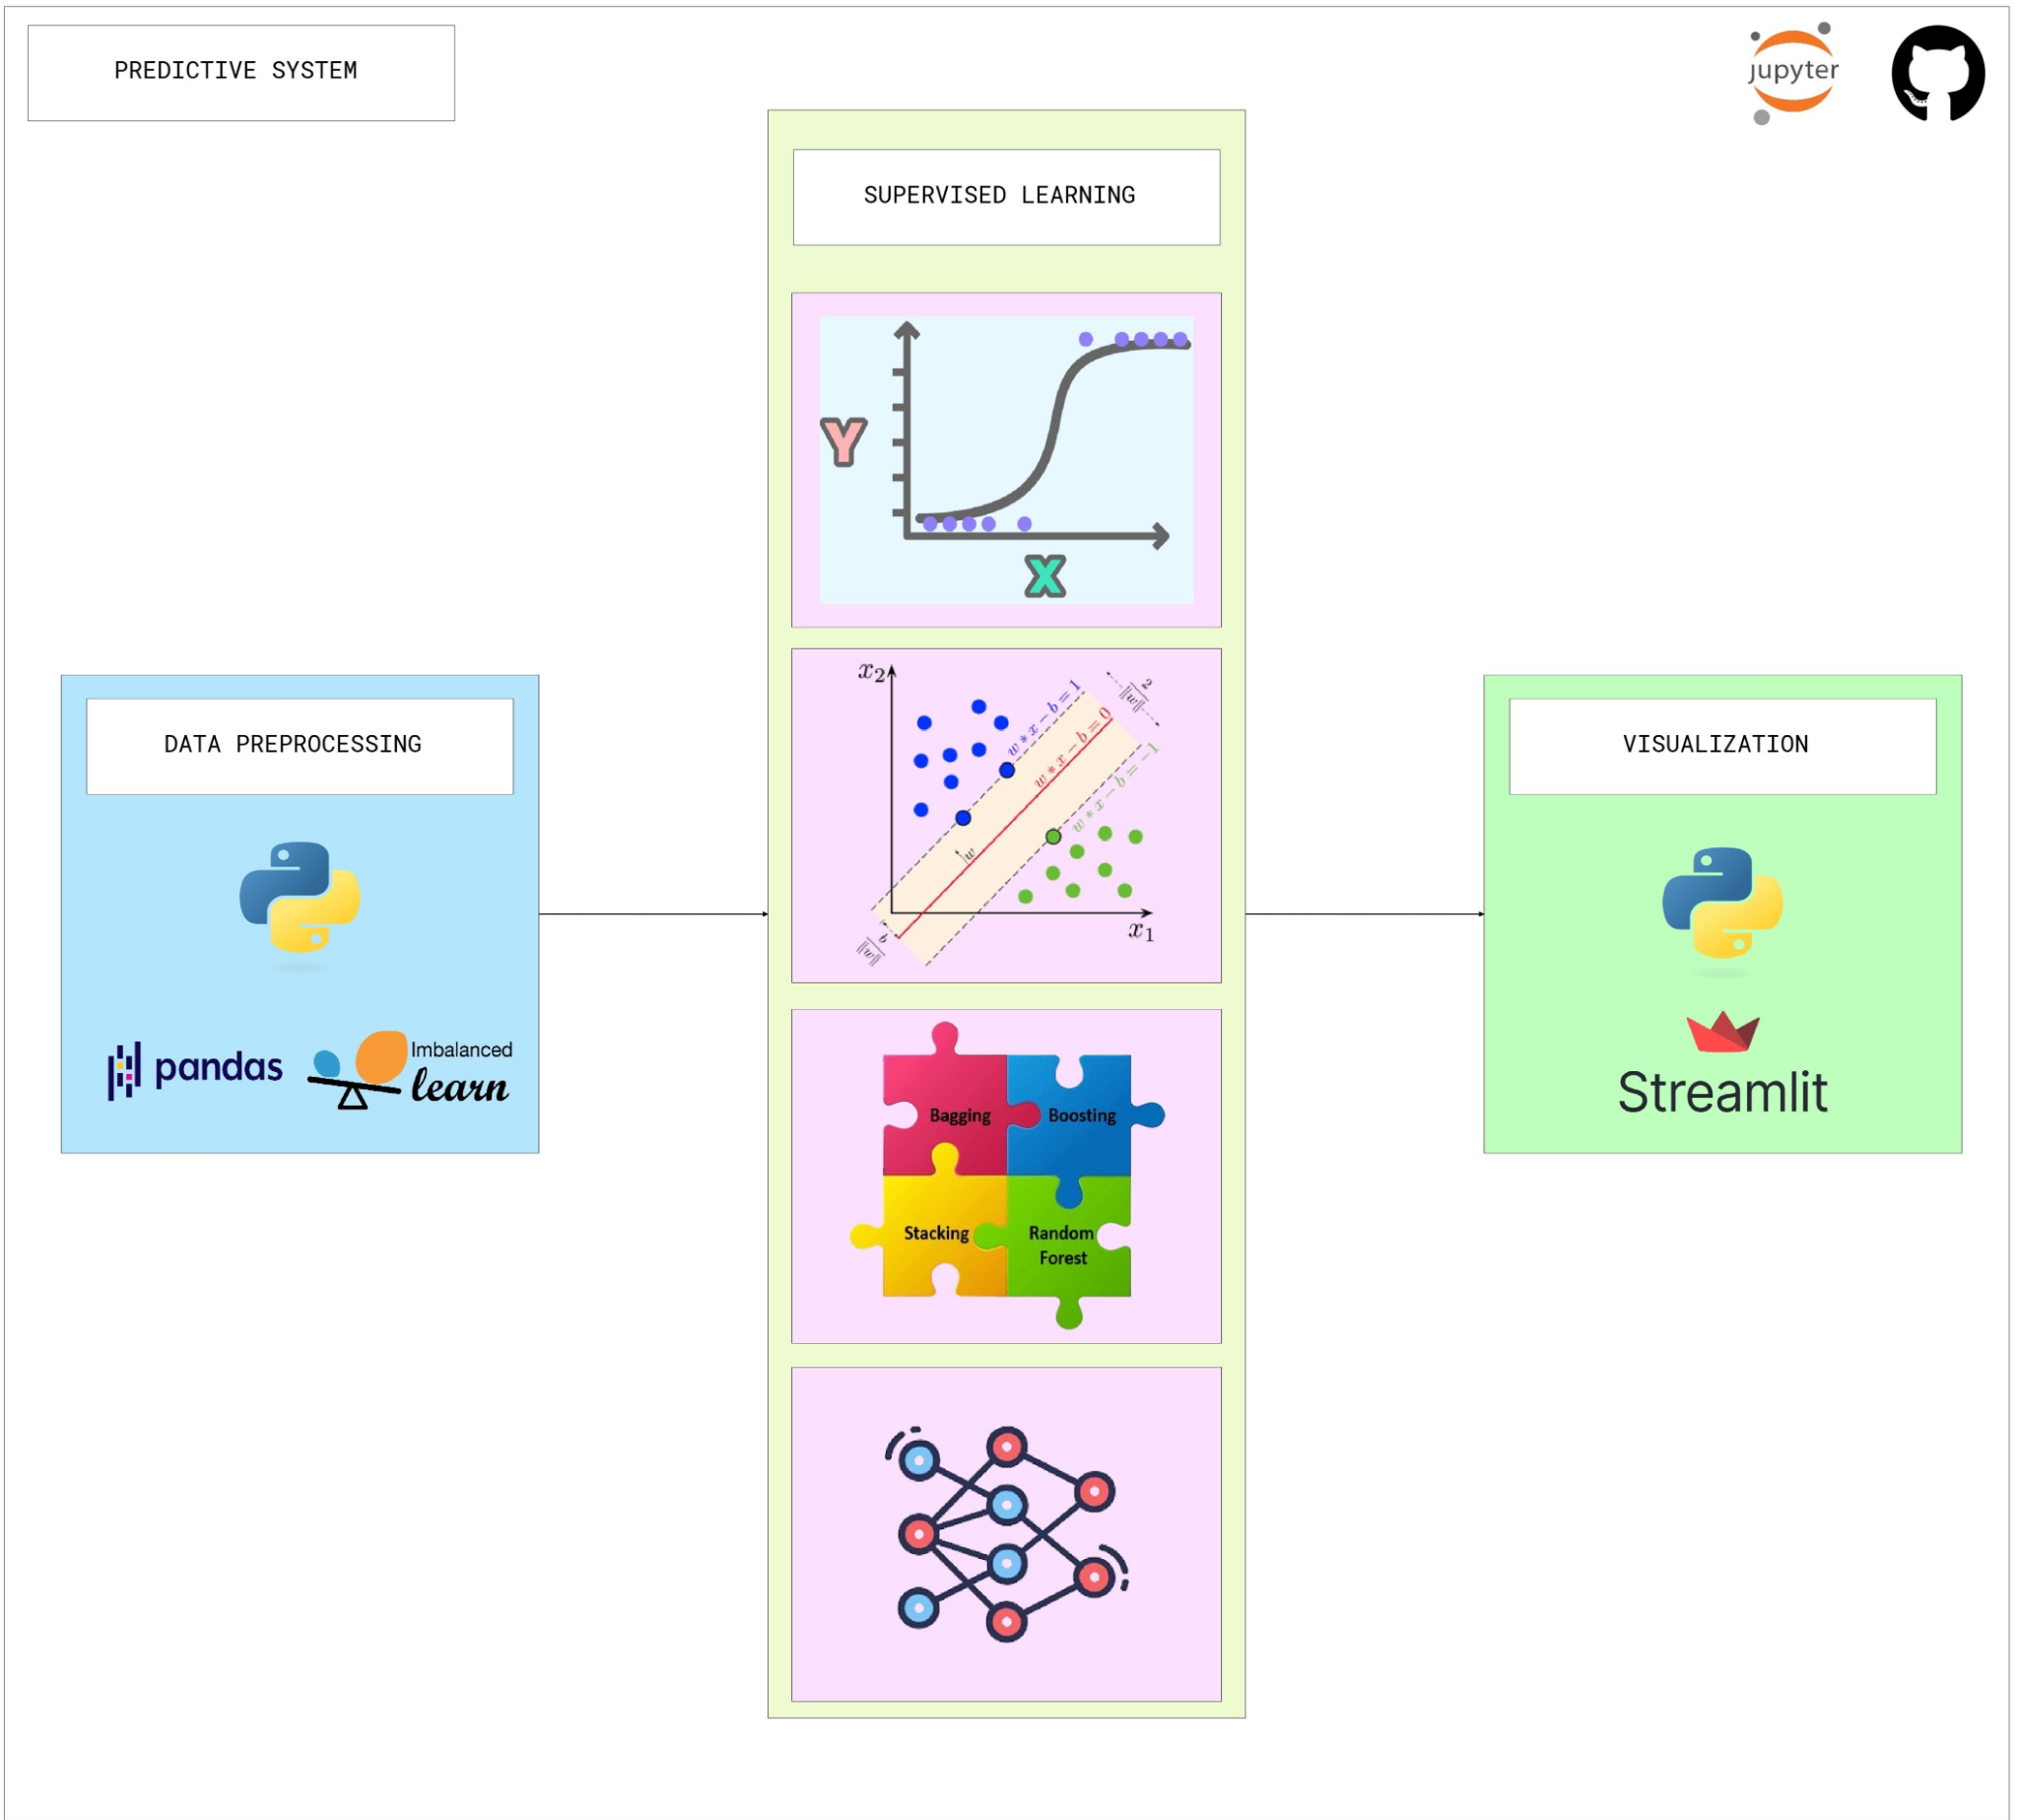 PREDICTIVE SYSTEM
jupyter
SUPERVISED LEARNING
Y
X
x₂
w * x − b = 1
w * x − b = 0
w * x − b = −1
2
‖w‖
w
b
‖w‖
x₁
DATA PREPROCESSING
pandas
Imbalanced
learn
Bagging
Boosting
Stacking
Random
Forest
VISUALIZATION
Streamlit